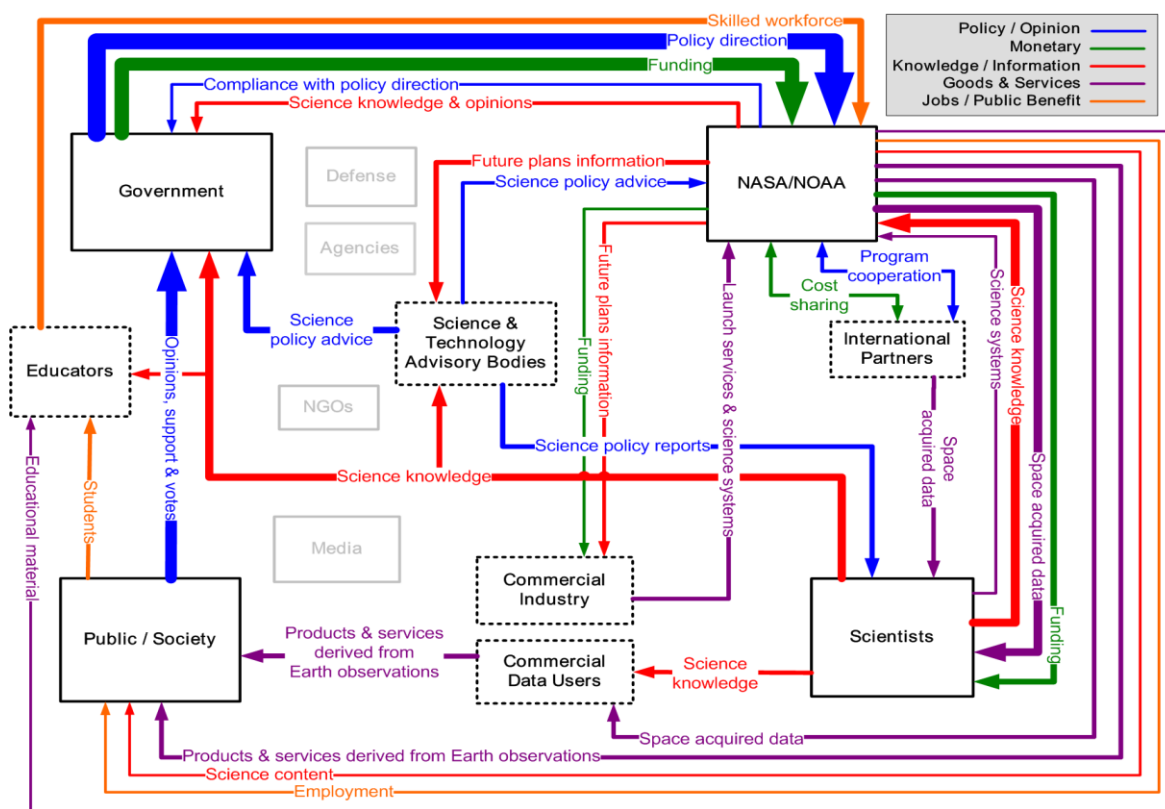 Skilled workforce
Policy direction
Funding
Compliance with policy direction
Science knowledge & opinions
Policy / Opinion
Monetary
Knowledge / Information
Goods & Services
Jobs / Public Benefit
Government
Defense
Agencies
Future plans information
Science policy advice
NASA/NOAA
Program
cooperation
Cost
sharing
International
Partners
Science systems
Science knowledge
Space acquired data
Funding
Science
policy advice
Science &
Technology
Advisory Bodies
Funding
Future plans information
Launch services & science systems
Educators
Opinions, support & votes
NGOs
Science policy reports
Space
acquired data
Science knowledge
Educational material
Students
Media
Commercial
Industry
Public / Society
Products & services
derived from
Earth observations
Commercial
Data Users
Science
knowledge
Scientists
Space acquired data
Products & services derived from Earth observations
Science content
Employment